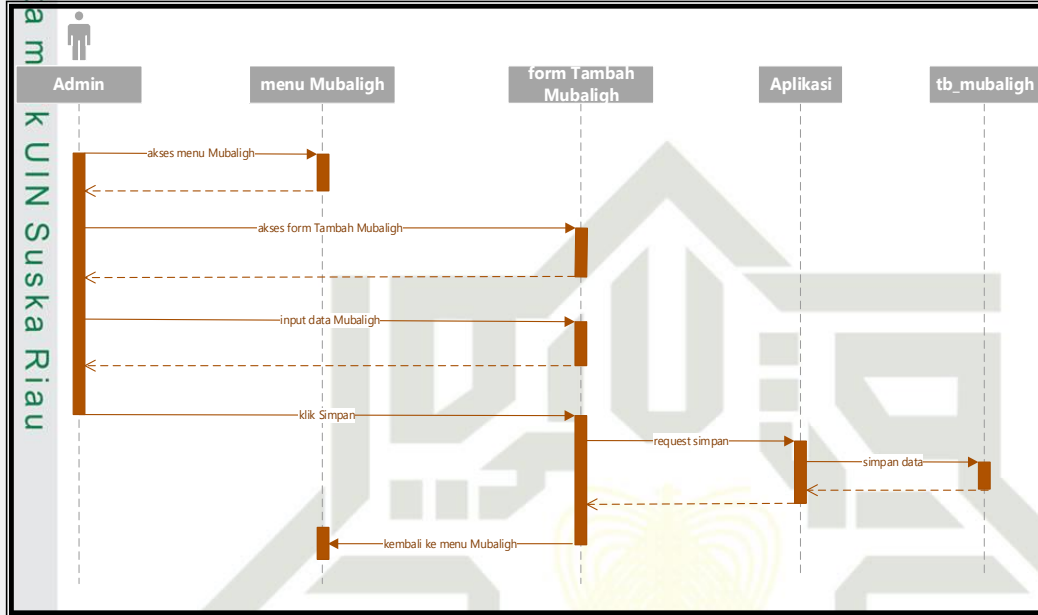 a m
k UIN Suska Riau
Admin
menu Mubaligh
form Tambah
Mubaligh
Aplikasi
tb_mubaligh
akses menu Mubaligh
akses form Tambah Mubaligh
input data Mubaligh
klik Simpan
request simpan
simpan data
kembali ke menu Mubaligh